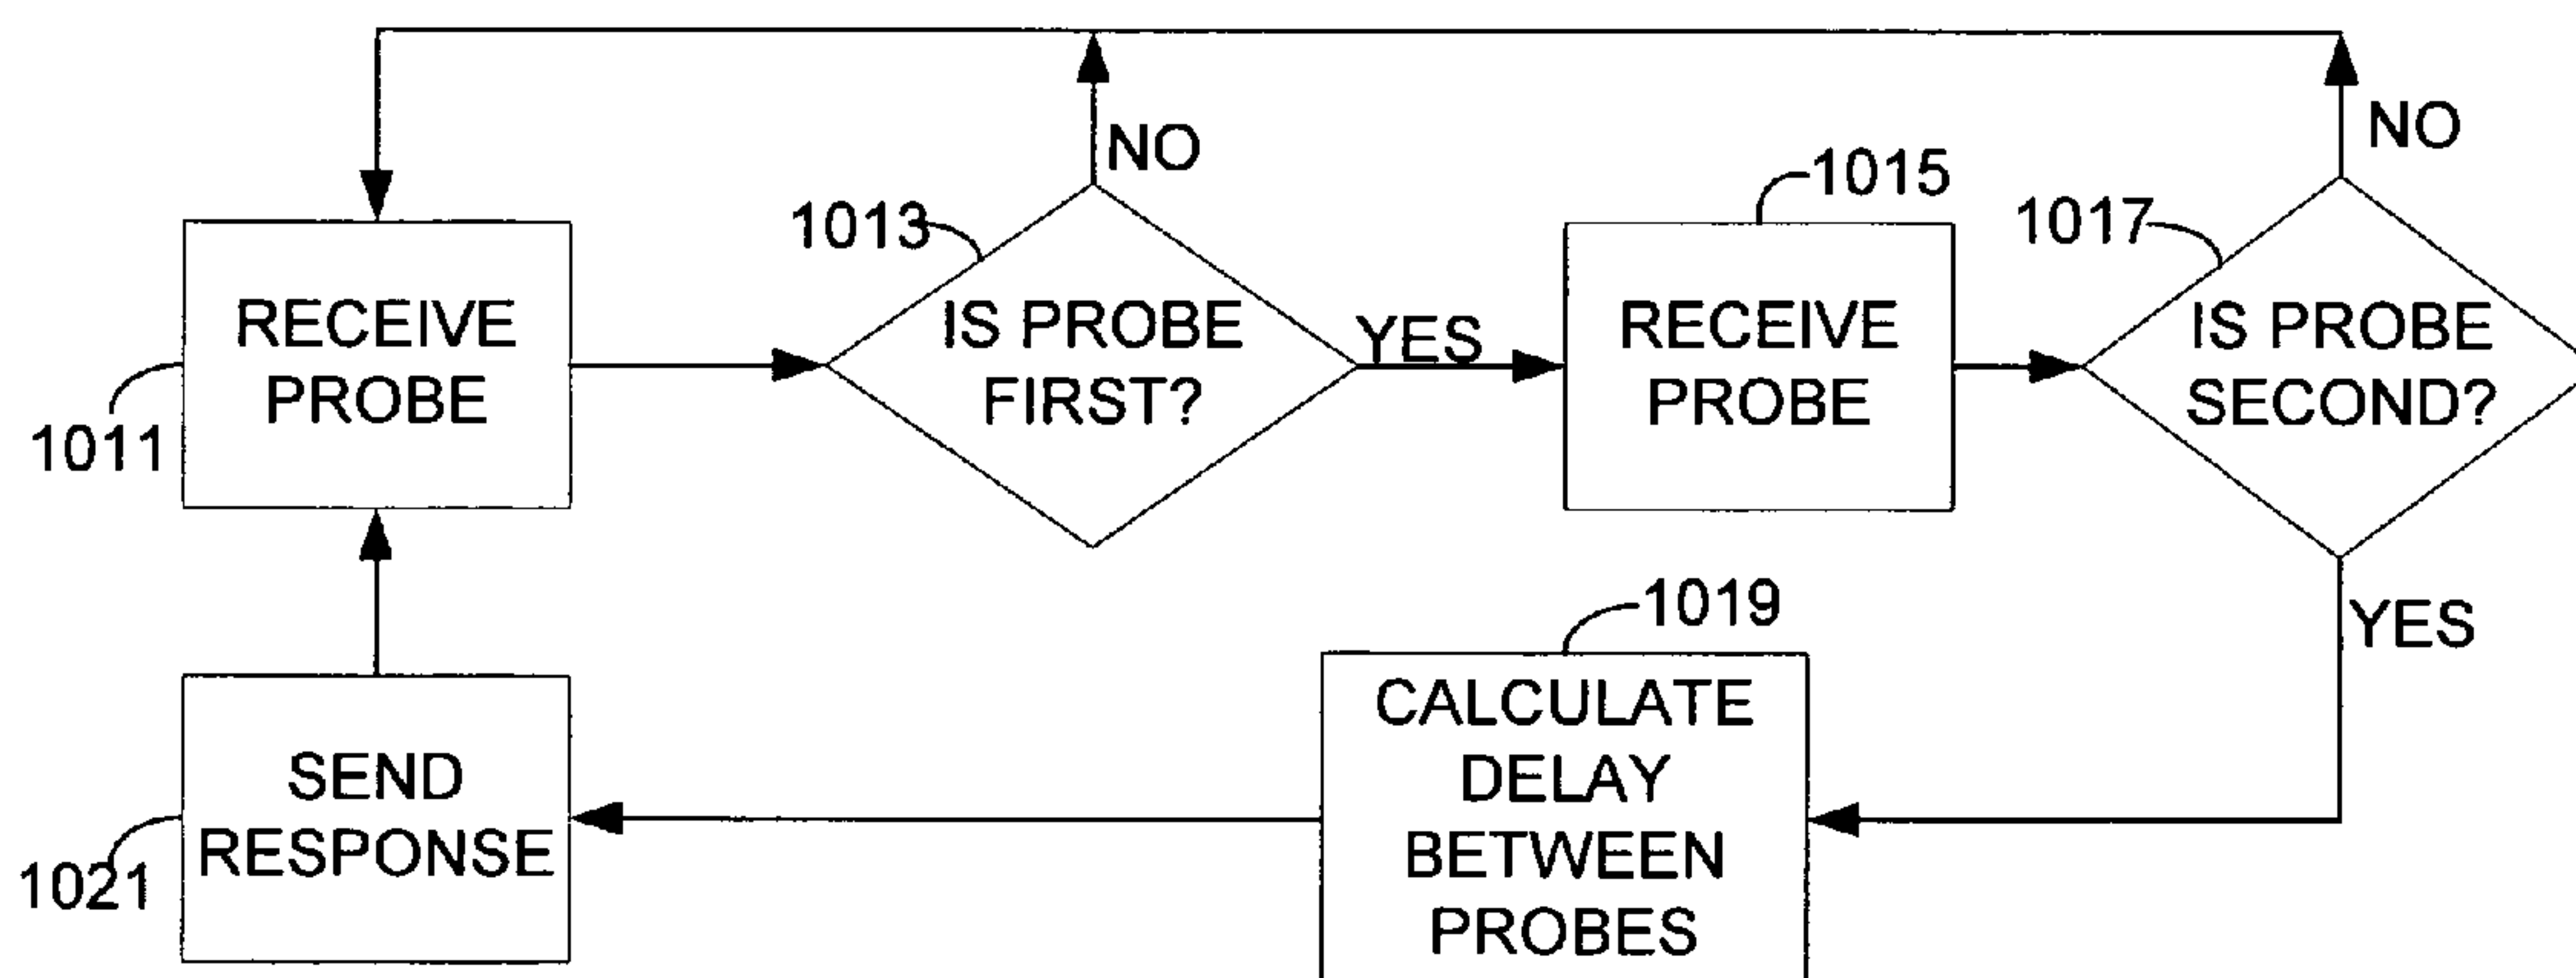 NO
NO
1015
1013
1017
RECEIVE
PROBE
IS PROBE
FIRST?
YES
RECEIVE
PROBE
IS PROBE
SECOND?
1011
1019
YES
CALCULATE
DELAY
BETWEEN
PROBES
SEND
RESPONSE
1021